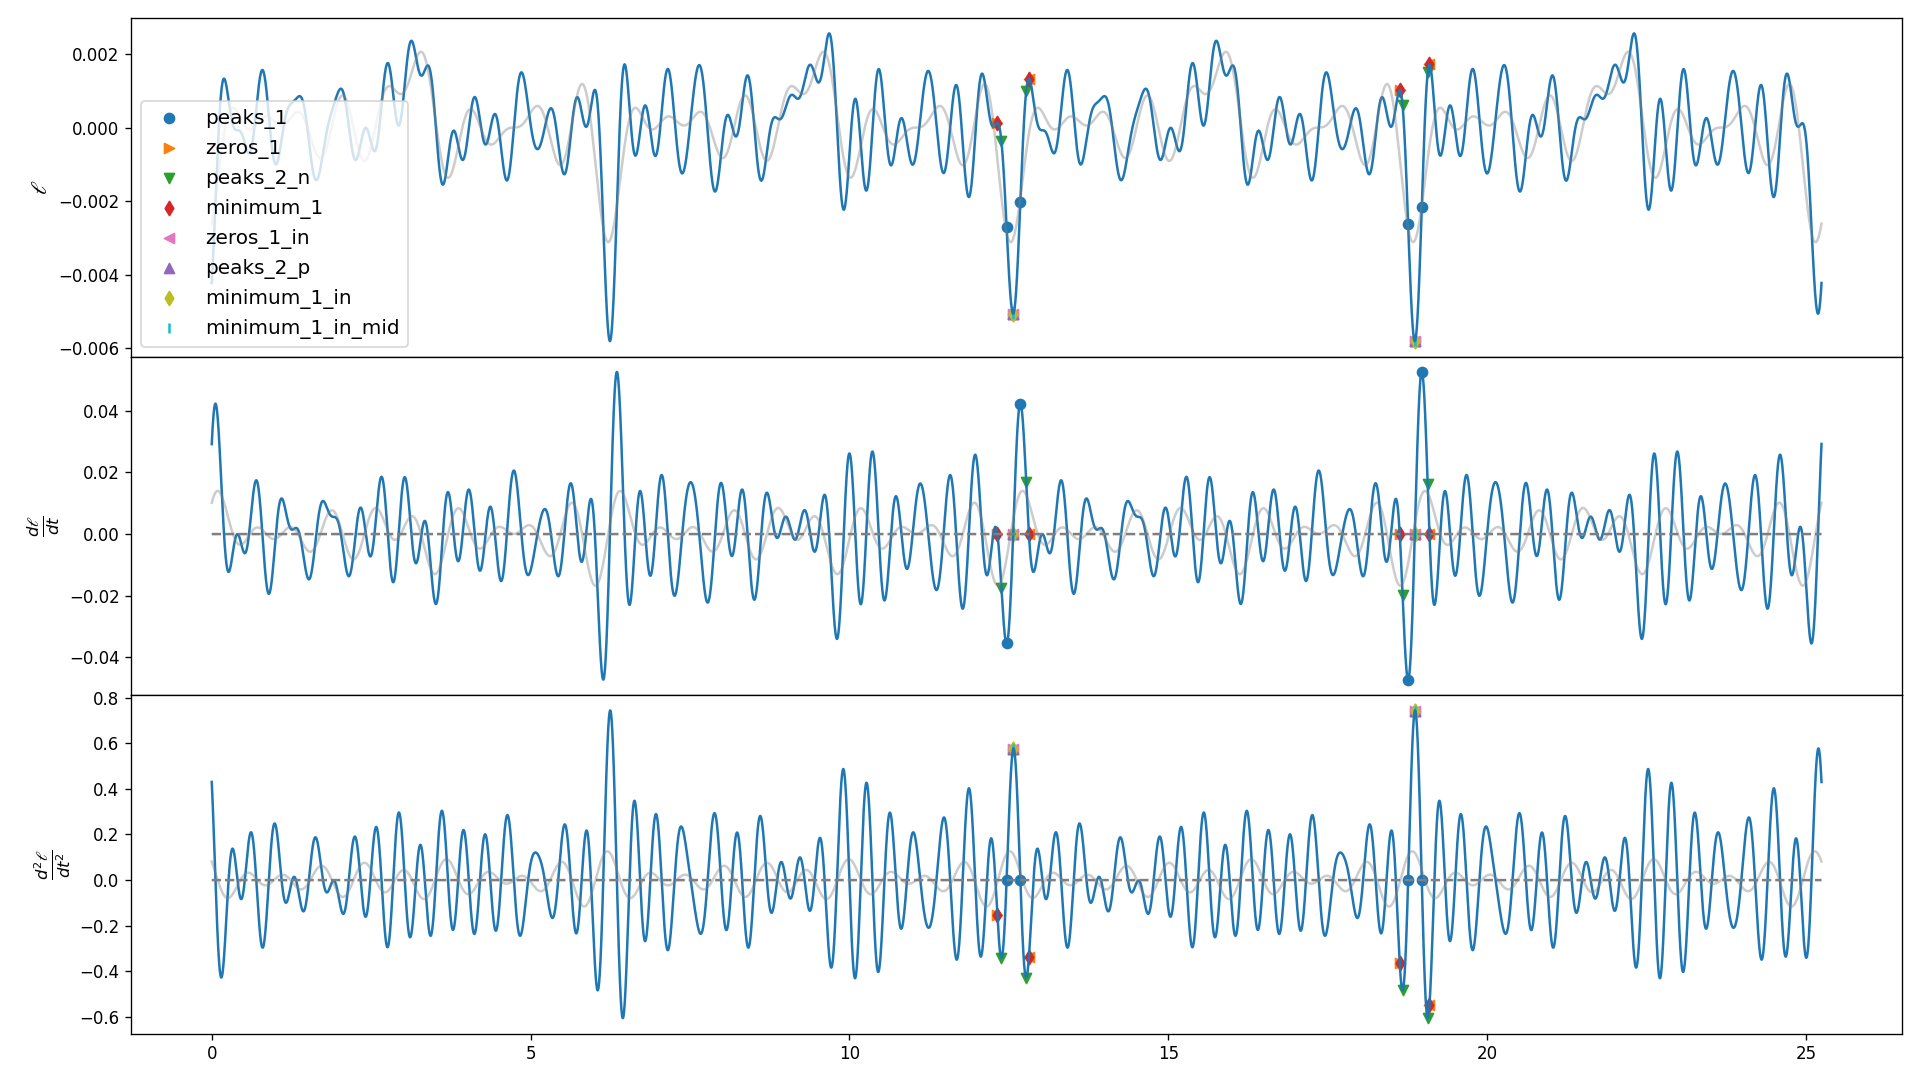 0.002
0.000
−0.002
−0.004
−0.006
ℓ
peaks_1
zeros_1
peaks_2_n
minimum_1
zeros_1_in
peaks_2_p
minimum_1_in
minimum_1_in_mid
0.04
0.02
0.00
−0.02
−0.04
dℓ
dt
0.8
0.6
0.4
0.2
0.0
−0.2
−0.4
−0.6
d²ℓ
dt²
0 5 10 15 20 25